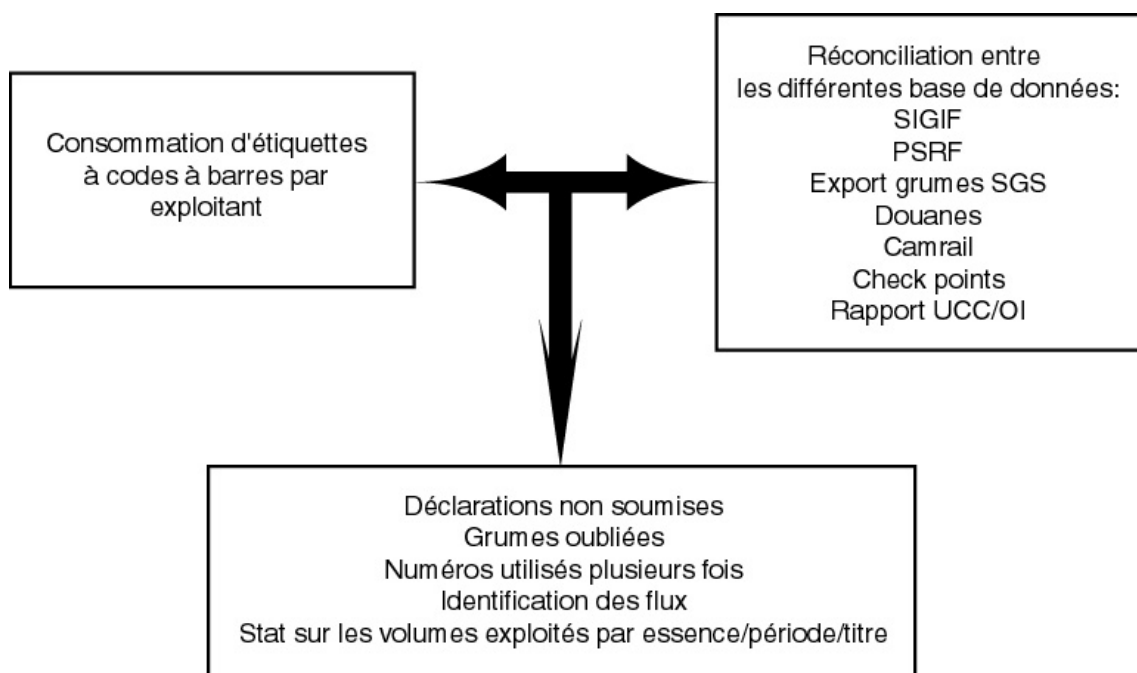 Consommation d'étiquettes
à codes à barres par
exploitant
Réconciliation entre
les différentes base de données:
SIGIF
PSRF
Export grumes SGS
Douanes
Camrail
Check points
Rapport UCC/OI
Déclarations non soumises
Grumes oubliées
Numéros utilisés plusieurs fois
Identification des flux
Stat sur les volumes exploités par essence/période/titre